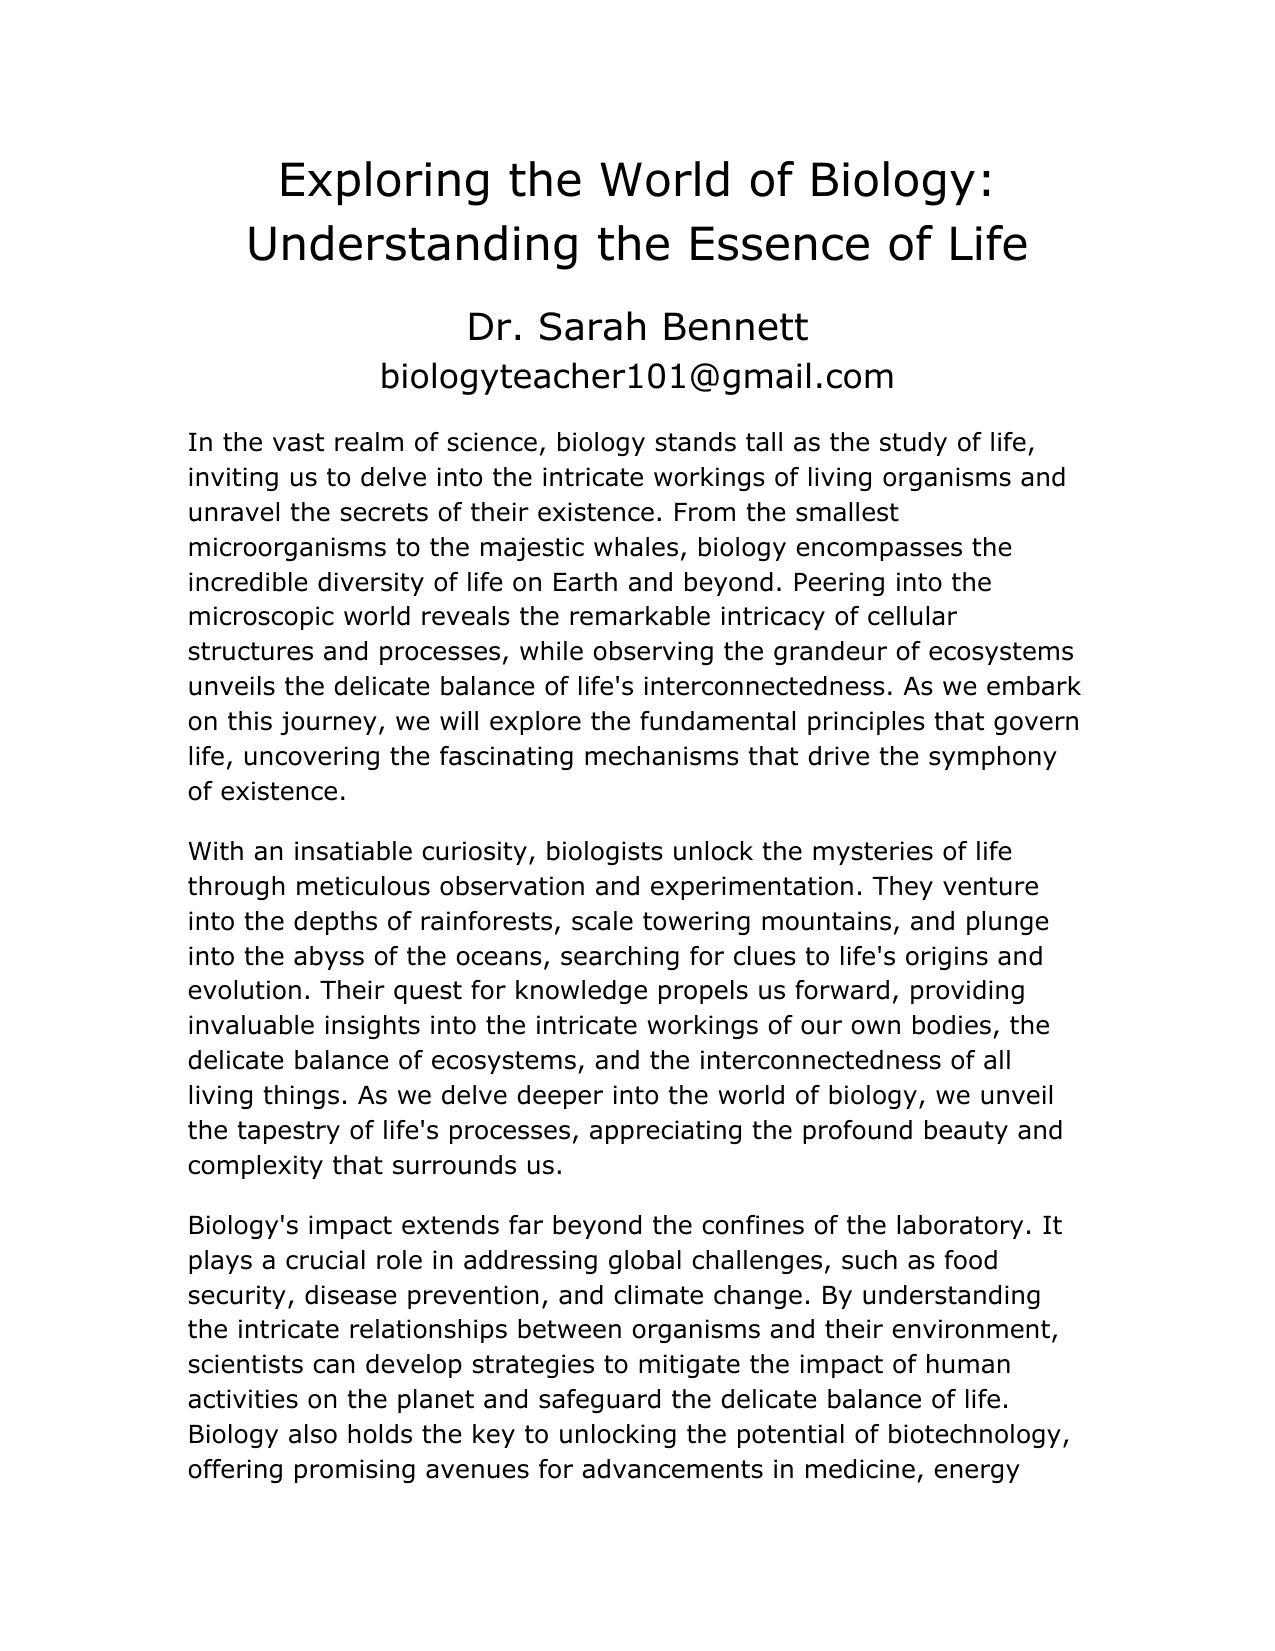 Exploring the World of Biology:
Understanding the Essence of Life
Dr. Sarah Bennett
biologyteacher101@gmail.com
In the vast realm of science, biology stands tall as the study of life,
inviting us to delve into the intricate workings of living organisms and
unravel the secrets of their existence. From the smallest
microorganisms to the majestic whales, biology encompasses the
incredible diversity of life on Earth and beyond. Peering into the
microscopic world reveals the remarkable intricacy of cellular
structures and processes, while observing the grandeur of ecosystems
unveils the delicate balance of life's interconnectedness. As we embark
on this journey, we will explore the fundamental principles that govern
life, uncovering the fascinating mechanisms that drive the symphony
of existence.
With an insatiable curiosity, biologists unlock the mysteries of life
through meticulous observation and experimentation. They venture
into the depths of rainforests, scale towering mountains, and plunge
into the abyss of the oceans, searching for clues to life's origins and
evolution. Their quest for knowledge propels us forward, providing
invaluable insights into the intricate workings of our own bodies, the
delicate balance of ecosystems, and the interconnectedness of all
living things. As we delve deeper into the world of biology, we unveil
the tapestry of life's processes, appreciating the profound beauty and
complexity that surrounds us.
Biology's impact extends far beyond the confines of the laboratory. It
plays a crucial role in addressing global challenges, such as food
security, disease prevention, and climate change. By understanding
the intricate relationships between organisms and their environment,
scientists can develop strategies to mitigate the impact of human
activities on the planet and safeguard the delicate balance of life.
Biology also holds the key to unlocking the potential of biotechnology,
offering promising avenues for advancements in medicine, energy